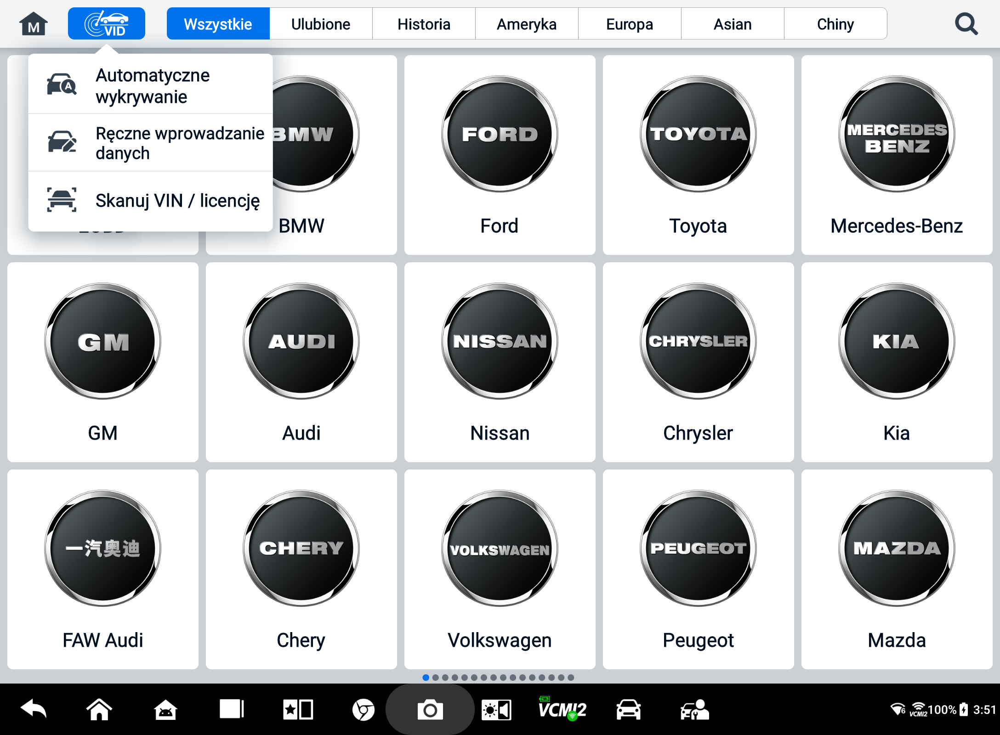 M
VID
Wszystkie
Ulubione
Historia
Ameryka
Europa
Asian
Chiny
Automatyczne
wykrywanie
A
Ręczne wprowadzanie
danych
Skanuj VIN / licencję
BMW
FORD
TOYOTA
MERCEDES
BENZ
BMW
Ford
Toyota
Mercedes-Benz
GM
AUDI
NISSAN
CHRYSLER
KIA
GM
Audi
Nissan
Chrysler
Kia
一汽奥迪
CHERY
VOLKSWAGEN
PEUGEOT
MAZDA
FAW Audi
Chery
Volkswagen
Peugeot
Mazda
VCMI2
6
VCMI2
100%
3:51